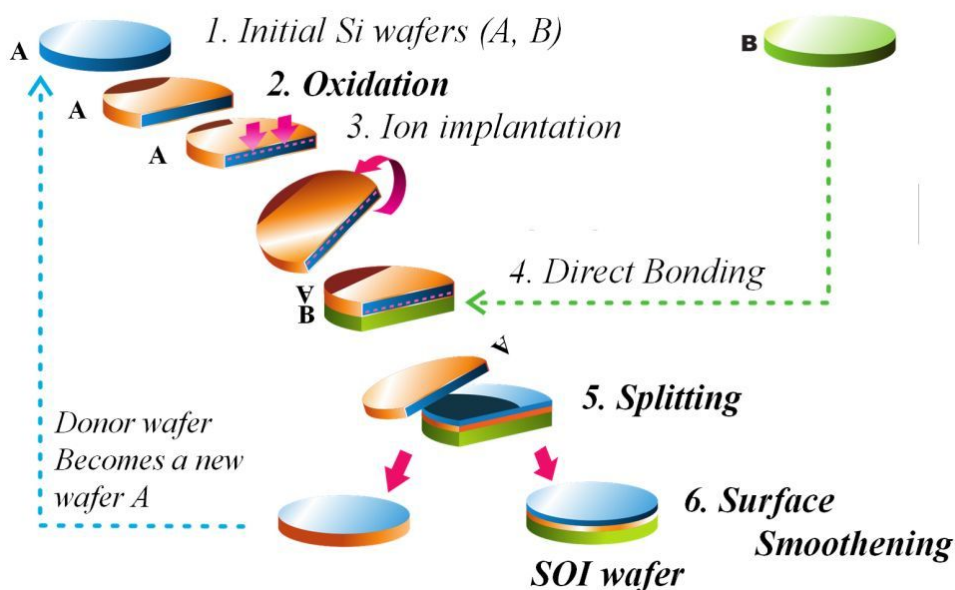 A
1. Initial Si wafers (A, B)
B
A
2. Oxidation
A
3. Ion implantation
4. Direct Bonding
A
B
A
5. Splitting
Donor wafer
Becomes a new
wafer A
6. Surface
Smoothening
SOI wafer